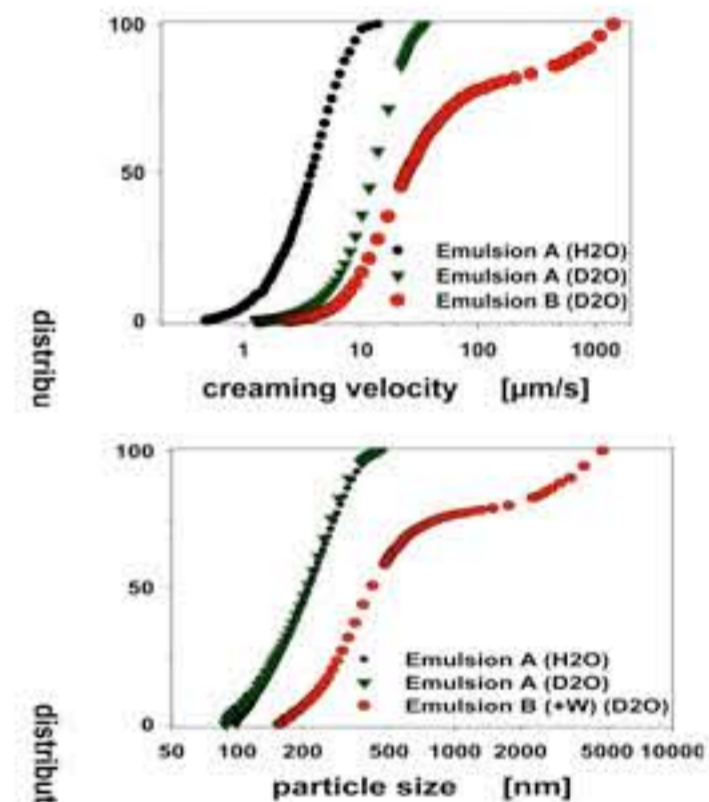 100
50
0
distribu
Emulsion A (H2O)
Emulsion A (D2O)
Emulsion B (D2O)
1 10 100 1000
creaming velocity [µm/s]
100
50
0
distribut
Emulsion A (H2O)
Emulsion A (D2O)
Emulsion B (+W) (D2O)
50 100 200 500 1000 2000 5000 10000
particle size [nm]